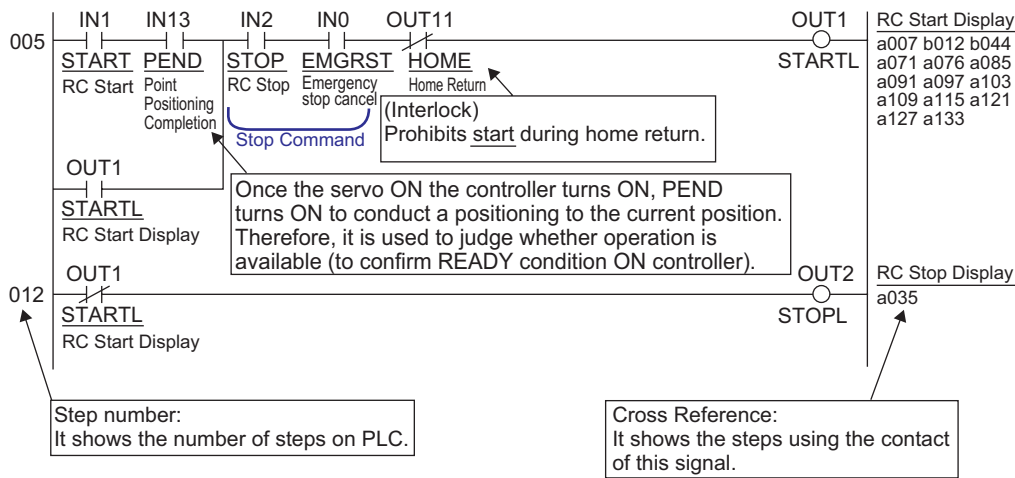 IN1 IN13 IN2 IN0 OUT11 OUT1 RC Start Display
005
START PEND STOP EMGRST HOME STARTL
a007 b012 b044
a071 a076 a085
a091 a097 a103
a109 a115 a121
a127 a133
RC Start
Point
Positioning
Completion
RC Stop
Emergency
stop cancel
Home Return
Stop Command
(Interlock)
Prohibits start during home return.
OUT1
STARTL
RC Start Display
Once the servo ON the controller turns ON, PEND
turns ON to conduct a positioning to the current position.
Therefore, it is used to judge whether operation is
available (to confirm READY condition ON controller).
OUT1 OUT2 RC Stop Display
012
STARTL STOPL
a035
RC Start Display
Step number:
It shows the number of steps on PLC.
Cross Reference:
It shows the steps using the contact
of this signal.